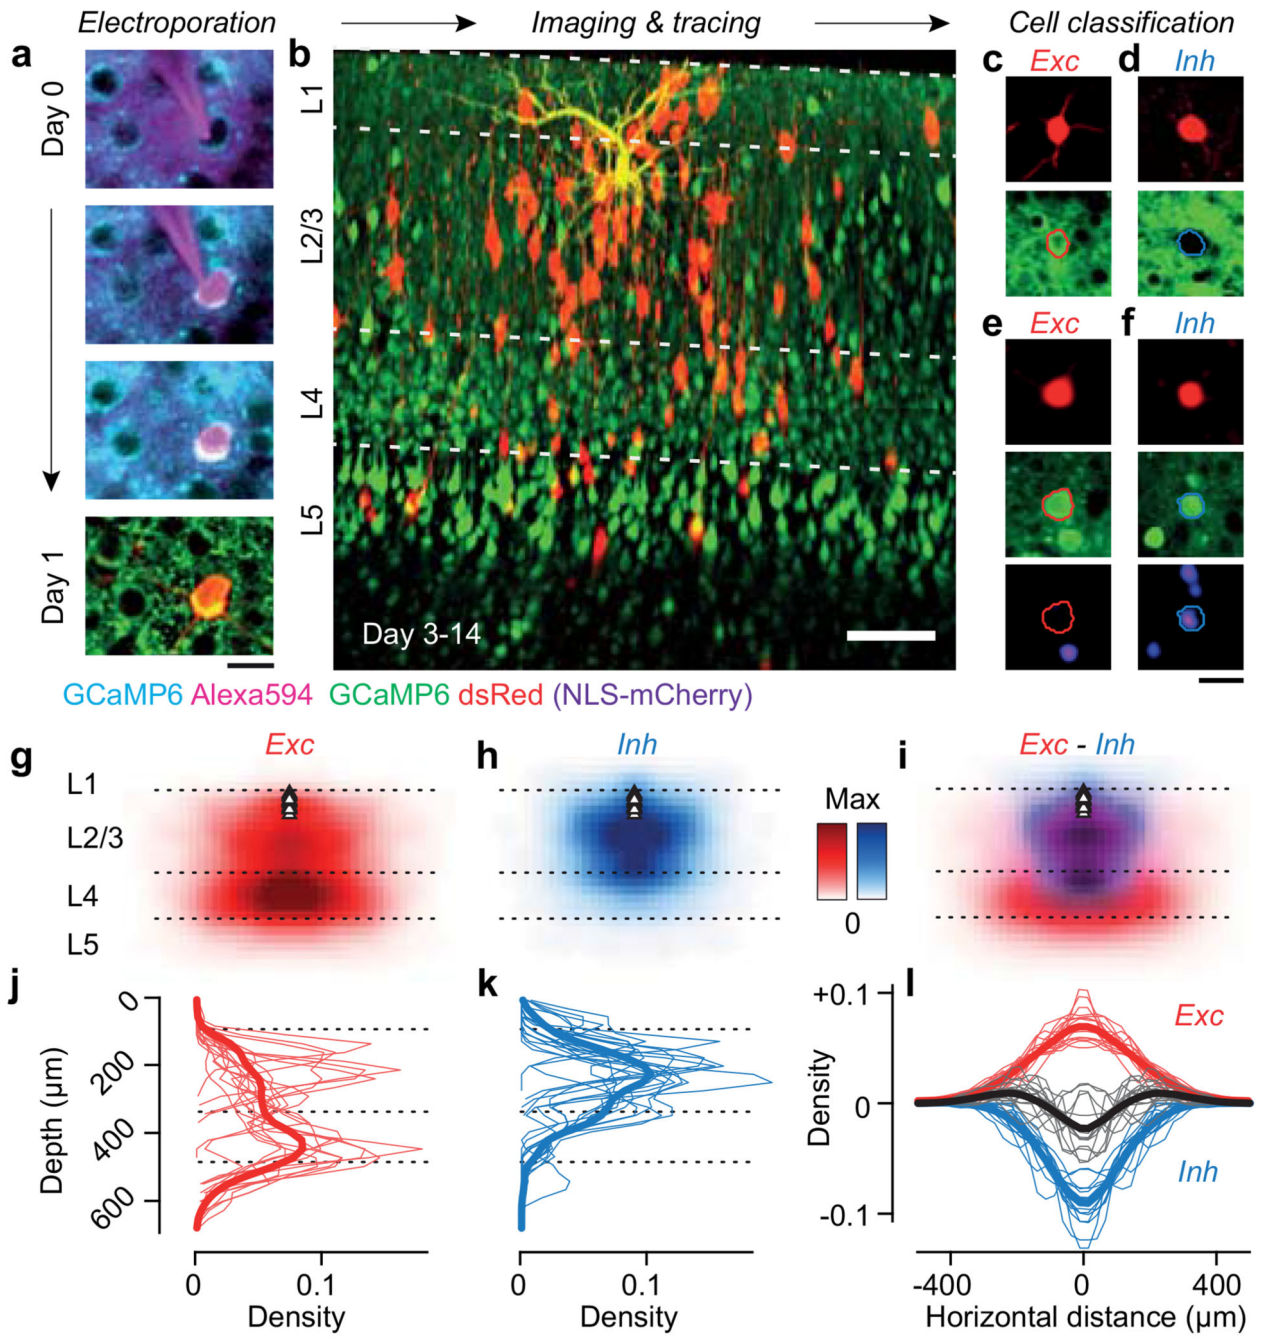 Electroporation Imaging & tracing Cell classification
a b c Exc d Inh
Day 0
L1
L2/3
e Exc f Inh
L4
L5
Day 1
Day 3-14
GCaMP6 Alexa594 GCaMP6 dsRed (NLS-mCherry)
g Exc h Inh i Exc - Inh
L1
Max
L2/3
L4
0
L5
j k l
0 +0.1
Exc
200
Depth (µm) Density
0
400
Inh
600
-0.1
0 0.1 0 0.1 -400 0 400
Density Density Horizontal distance (µm)